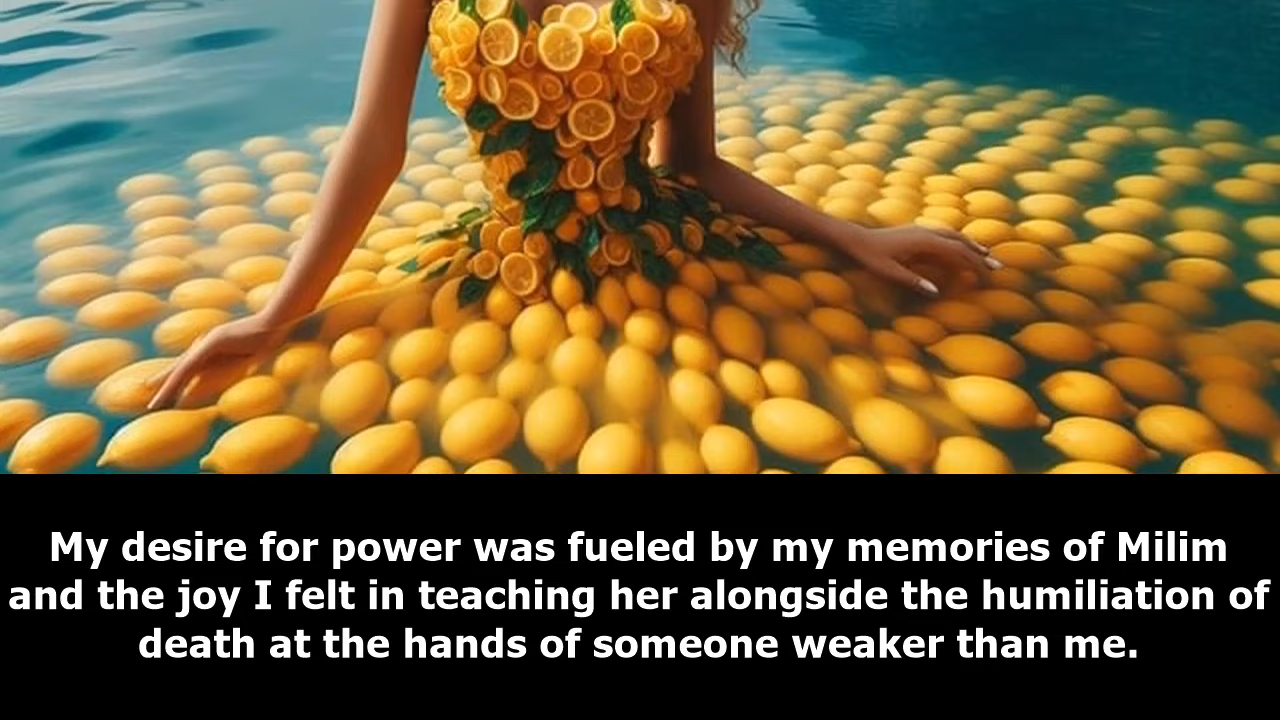 My desire for power was fueled by my memories of Milim
and the joy I felt in teaching her alongside the humiliation of
death at the hands of someone weaker than me.